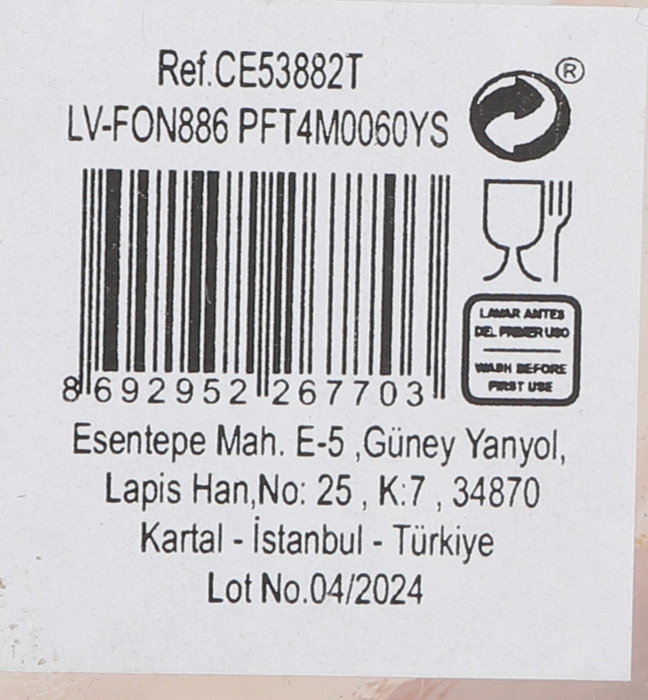 Ref.CE53882T
LV-FON886 PFT4M0060YS
®
8 692952 267703
LAVAR ANTES
DEL PRIMER USO
WASH BEFORE
FIRST USE
Esentepe Mah. E-5 ,Güney Yanyol,
Lapis Han,No: 25 , K:7 , 34870
Kartal - İstanbul - Türkiye
Lot No.04/2024